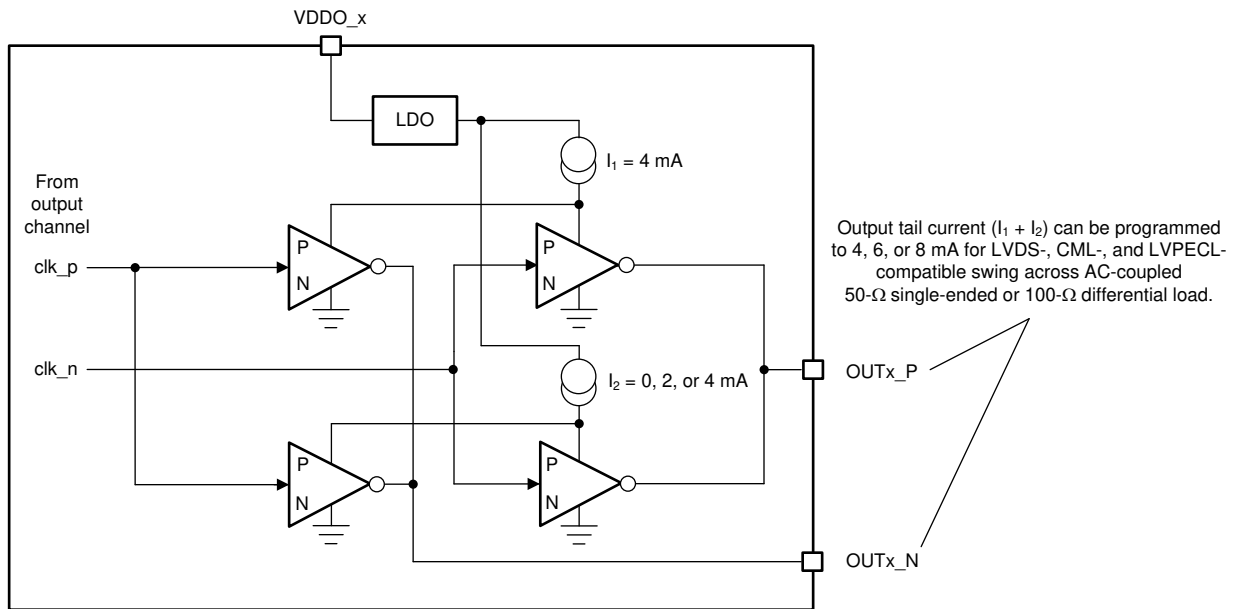 VDDO_x
LDO
I₁ = 4 mA
From
output
channel
P
N
P
N
clk_p
Output tail current (I₁ + I₂) can be programmed
to 4, 6, or 8 mA for LVDS-, CML-, and LVPECL-
compatible swing across AC-coupled
50-Ω single-ended or 100-Ω differential load.
clk_n
I₂ = 0, 2, or 4 mA
OUTx_P
P
N
P
N
OUTx_N